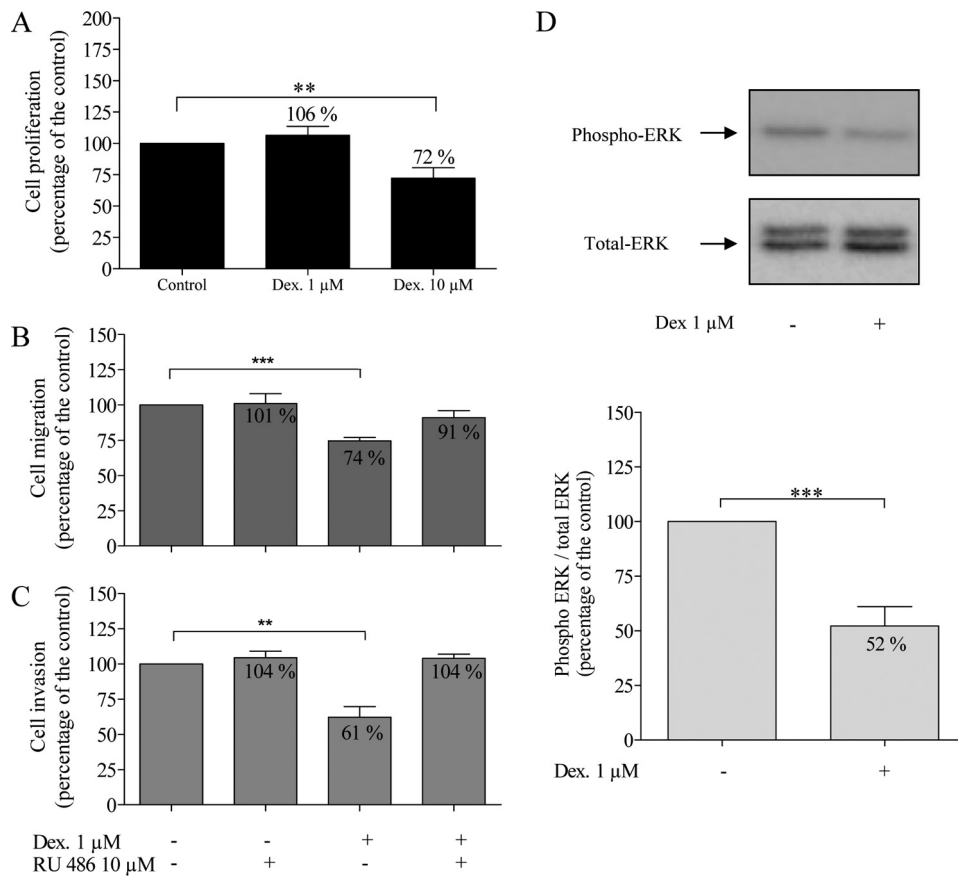 A
Cell proliferation
(percentage of the control)
200
175
150
125
100
75
50
25
0
**
106 %
72 %
Control
Dex. 1 µM
Dex. 10 µM
B
Cell migration
(percentage of the control)
150
125
100
75
50
25
0
***
101 %
74 %
91 %
C
Cell invasion
(percentage of the control)
150
125
100
75
50
25
0
**
104 %
61 %
104 %
Dex. 1 µM - - + +
RU 486 10 µM - + - +
D
Phospho-ERK
Total-ERK
Dex 1 µM - +
Phospho ERK / total ERK
(percentage of the control)
150
125
100
75
50
25
0
***
52 %
Dex. 1 µM - +